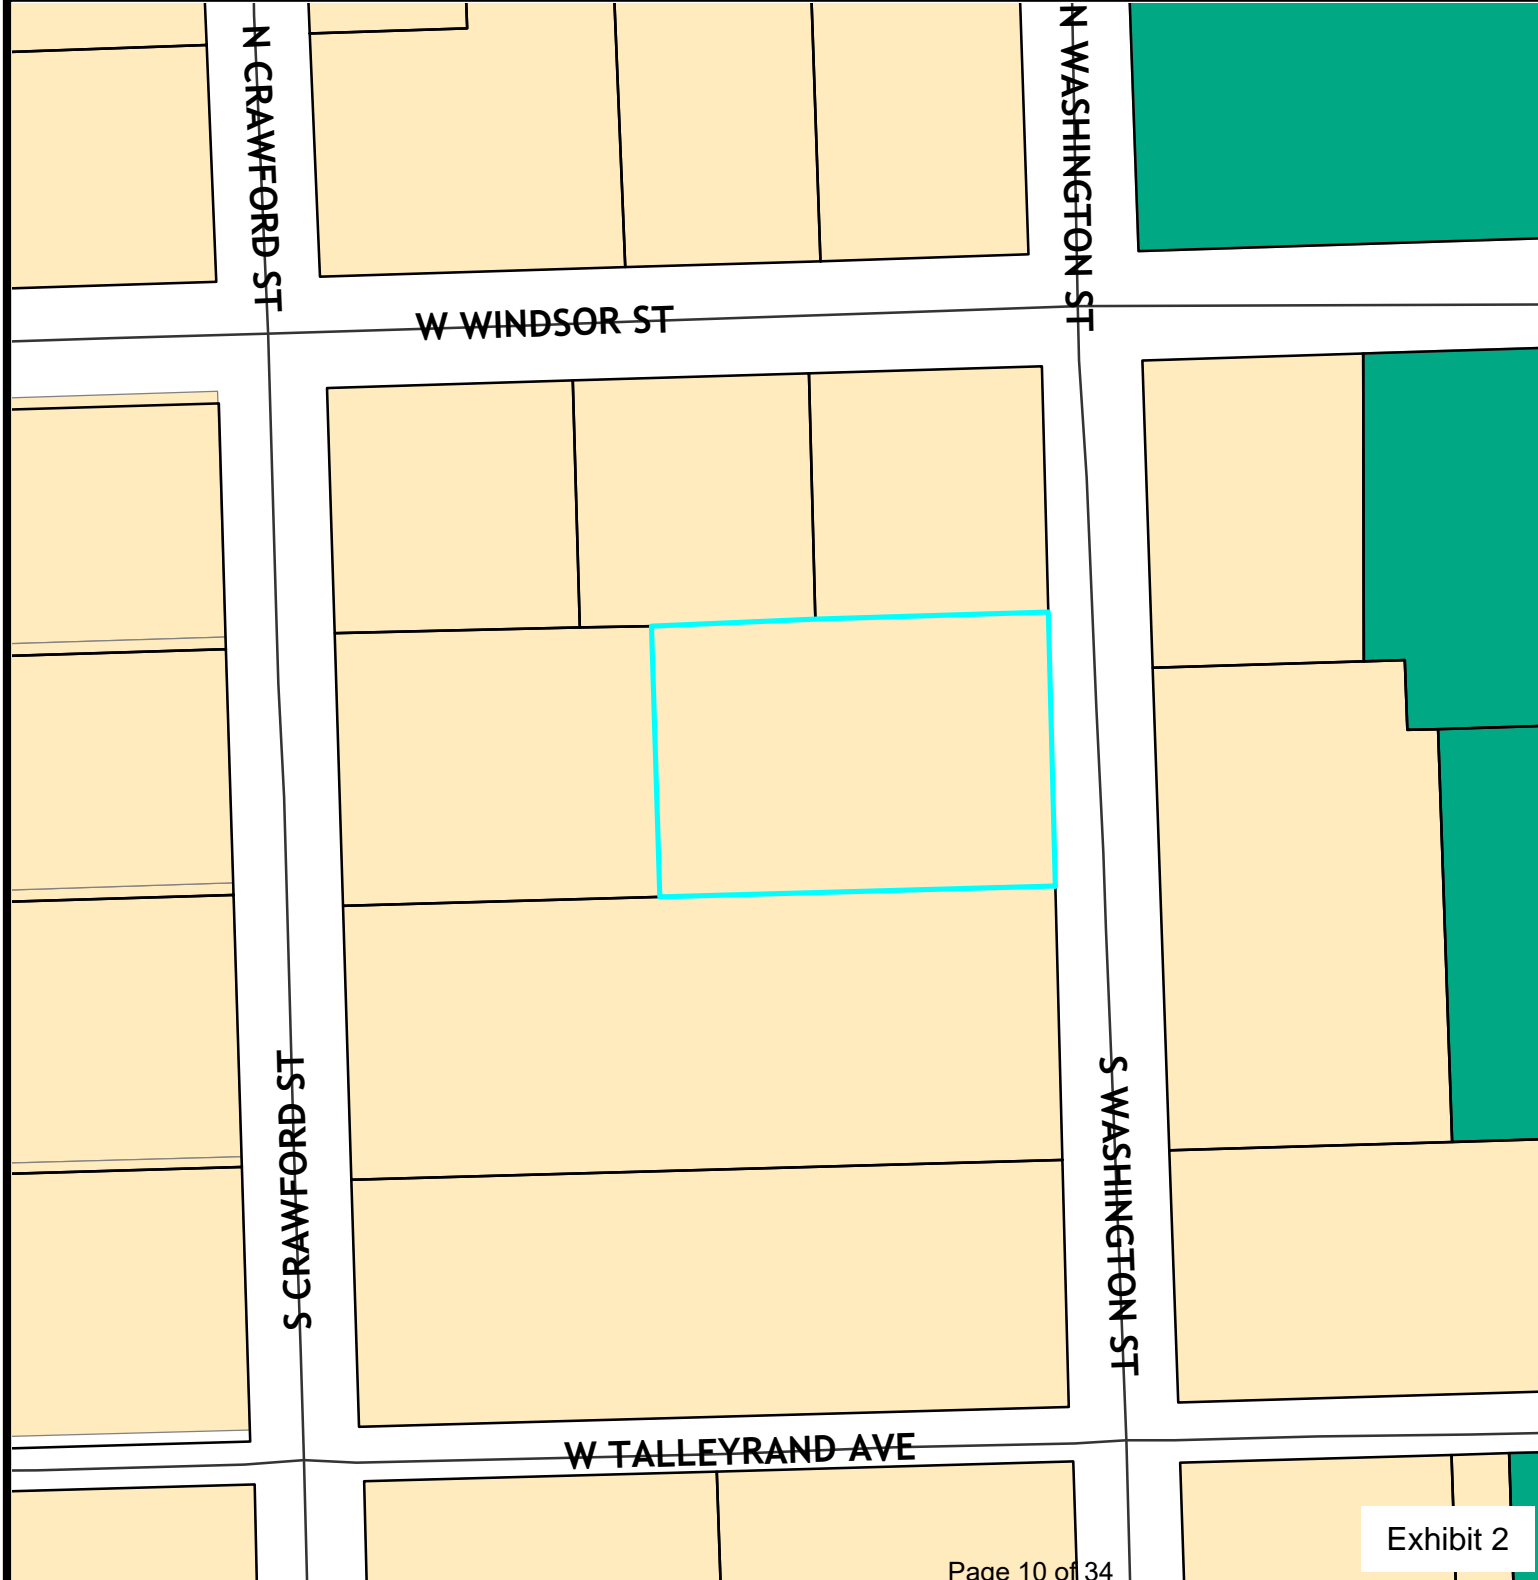 N CRAWFORD ST
N WASHINGTON ST
W WINDSOR ST
S CRAWFORD ST
S WASHINGTON ST
W TALLEYRAND AVE
Exhibit 2
Page 10 of 34